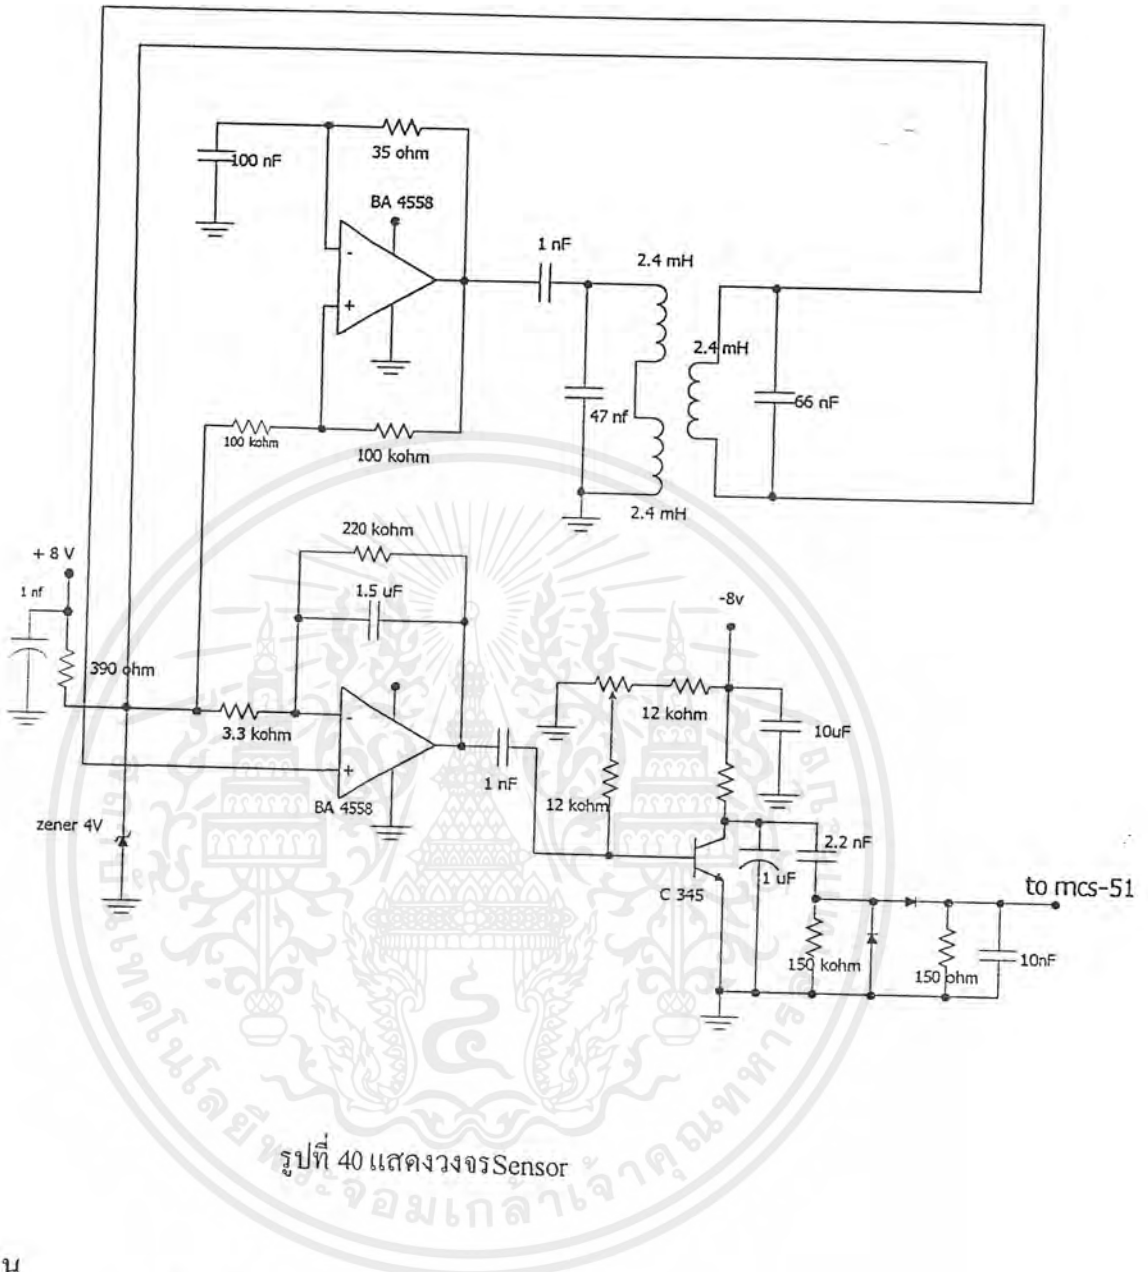 100 nF
35 ohm
BA 4558
-
+
1 nF
2.4 mH
2.4 mH
47 nf
66 nF
2.4 mH
100 kohm
100 kohm
220 kohm
1.5 uF
+ 8 V
1 nf
390 ohm
3.3 kohm
-
+
BA 4558
zener 4V
1 nF
-8v
12 kohm
10uF
12 kohm
C 345
1 uF
2.2 nF
to mcs-51
150 kohm
150 ohm
10nF
รูปที่ 40 แสดงวงจรSensor